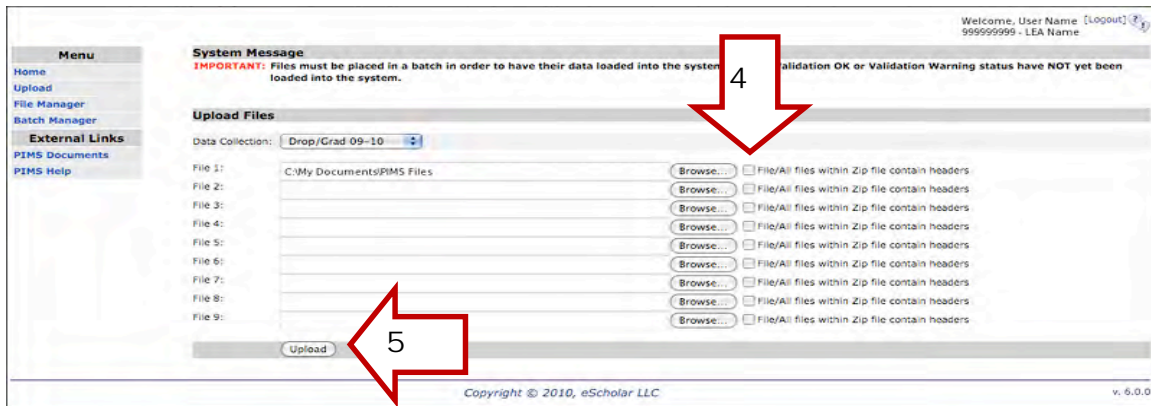 Welcome, User Name [Logout]
999999999 - LEA Name
Menu
Home
Upload
File Manager
Batch Manager
External Links
PIMS Documents
PIMS Help
System Message
IMPORTANT: Files must be placed in a batch in order to have their data loaded into the system alidation OK or Validation Warning status have NOT yet been
loaded into the system.
4
Upload Files
Data Collection: Drop/Grad 09-10
File 1: C:\My Documents\PIMS Files Browse... File/All files within Zip file contain headers
File 2: Browse... File/All files within Zip file contain headers
File 3: Browse... File/All files within Zip file contain headers
File 4: Browse... File/All files within Zip file contain headers
File 5: Browse... File/All files within Zip file contain headers
File 6: Browse... File/All files within Zip file contain headers
File 7: Browse... File/All files within Zip file contain headers
File 8: Browse... File/All files within Zip file contain headers
File 9: Browse... File/All files within Zip file contain headers
Upload 5
Copyright © 2010, eScholar LLC v. 6.0.0